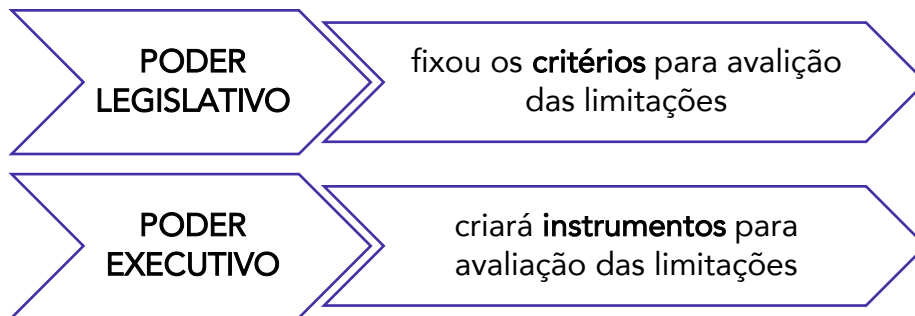 PODER
LEGISLATIVO
fixou os critérios para avalição
das limitações
PODER
EXECUTIVO
criará instrumentos para
avaliação das limitações